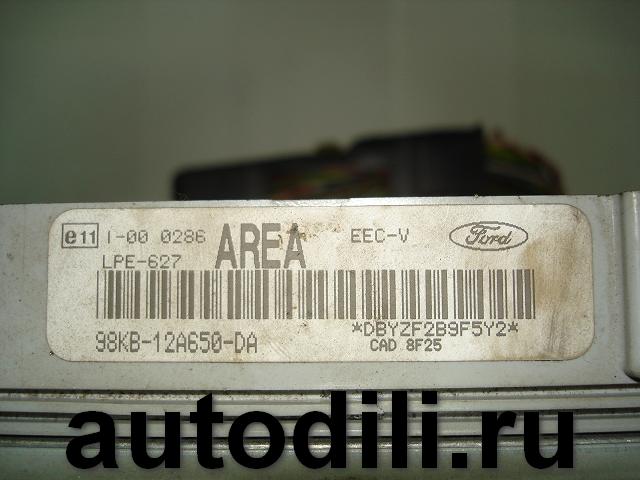 e11 I-00 0286 AREA EEC-V Ford
LPE-627
*DBYZF2B9F5Y2*
98KB-12A650-DA CAD 8F25
autodili.ru